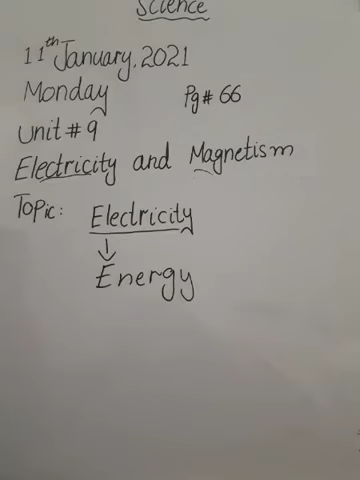 Science
11th January, 2021
Monday Pg# 66
Unit # 9
Electricity and Magnetism
Topic: Electricity
↓
Energy